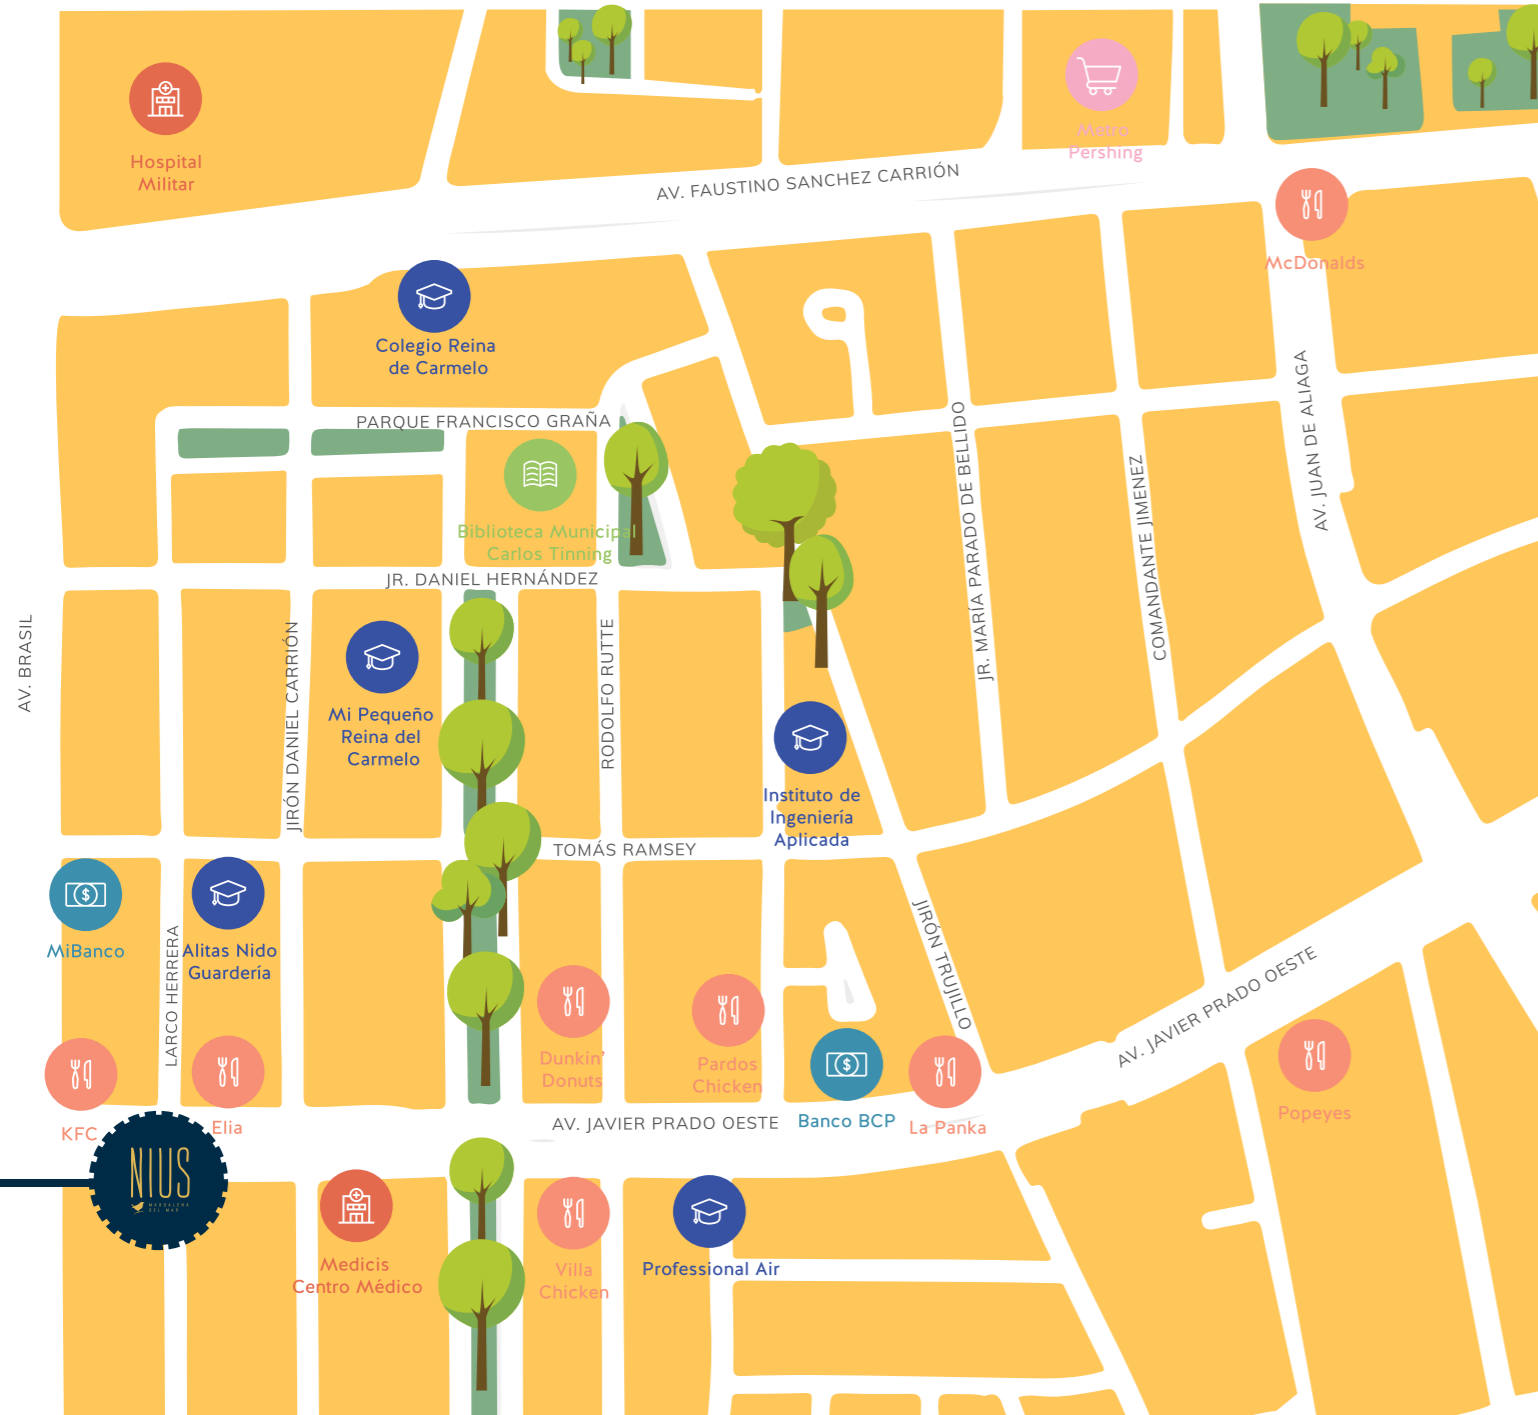 Hospital
Militar
Metro
Pershing
AV. FAUSTINO SANCHEZ CARRIÓN
McDonalds
Colegio Reina
de Carmelo
PARQUE FRANCISCO GRAÑA
Biblioteca Municipal
Carlos Tinning
JR. DANIEL HERNÁNDEZ
AV. BRASIL
JIRÓN DANIEL CARRIÓN
Mi Pequeño
Reina del
Carmelo
RODOLFO RUTTE
JR. MARÍA PARADO DE BELLIDO
COMANDANTE JIMENEZ
AV. JUAN DE ALIAGA
Instituto de
Ingeniería
Aplicada
TOMÁS RAMSEY
MiBanco
LARCO HERRERA
Alitas Nido
Guardería
JIRÓN TRUJILLO
AV. JAVIER PRADO OESTE
Dunkin'
Donuts
Pardos
Chicken
Banco BCP
La Panka
Popeyes
KFC
Elia
AV. JAVIER PRADO OESTE
NIUS
MAGDALENA
DEL MAR
Medicis
Centro Médico
Villa
Chicken
Professional Air